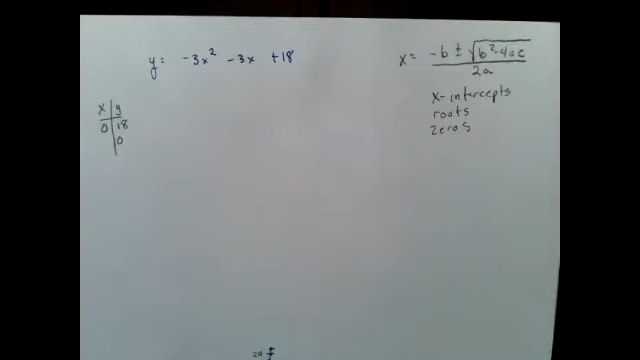 y = -3x² -3x +18
x = (-b ± √(b²-4ac)) / 2a
x-intercepts
roots
zeros
x | y
0 | 18
| 0